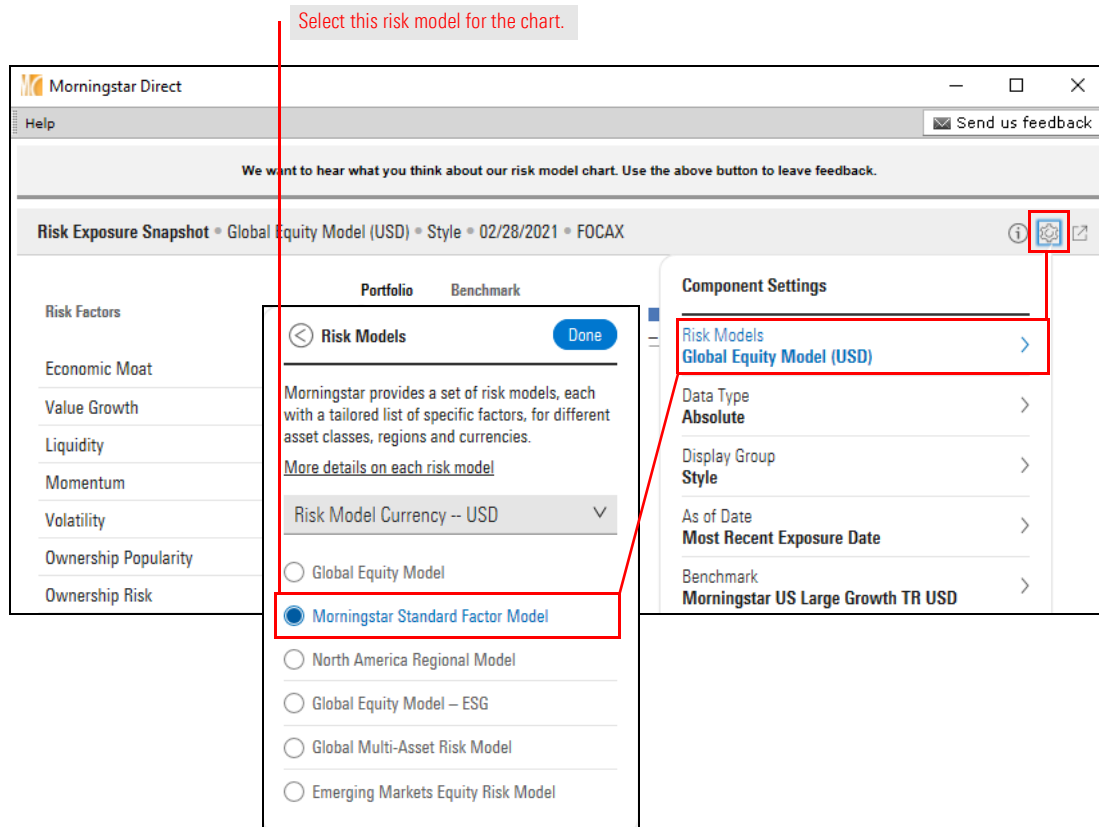 Select this risk model for the chart.
Morningstar Direct
Help
Send us feedback
We want to hear what you think about our risk model chart. Use the above button to leave feedback.
Risk Exposure Snapshot • Global Equity Model (USD) • Style • 02/28/2021 • FOCAX
Portfolio Benchmark
Risk Factors
Economic Moat
Value Growth
Liquidity
Momentum
Volatility
Ownership Popularity
Ownership Risk
Risk Models
Done
Morningstar provides a set of risk models, each
with a tailored list of specific factors, for different
asset classes, regions and currencies.
More details on each risk model
Risk Model Currency -- USD
Global Equity Model
Morningstar Standard Factor Model
North America Regional Model
Global Equity Model – ESG
Global Multi-Asset Risk Model
Emerging Markets Equity Risk Model
Component Settings
Risk Models
Global Equity Model (USD)
Data Type
Absolute
Display Group
Style
As of Date
Most Recent Exposure Date
Benchmark
Morningstar US Large Growth TR USD